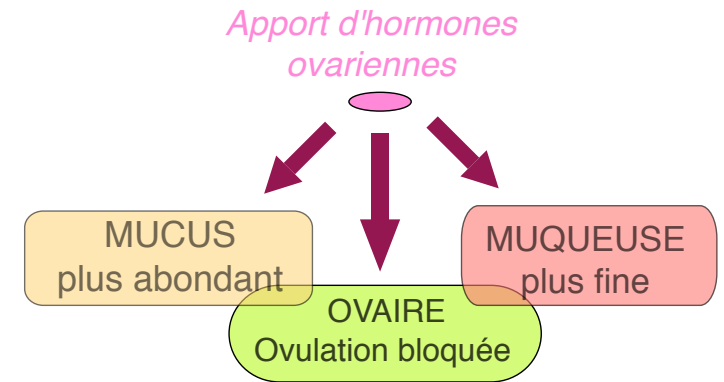 Apport d'hormones
ovariennes
MUCUS
plus abondant
MUQUEUSE
plus fine
OVAIRE
Ovulation bloquée